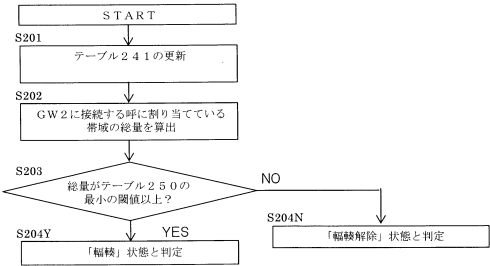 ＳＴＡＲＴ
S201
テーブル２４１の更新
S202
ＧＷ２に接続する呼に割り当てている
帯域の総量を算出
S203
総量がテーブル２５０の
最小の閾値以上？
NO
YES
S204Y
「輻輳」状態と判定
S204N
「輻輳解除」状態と判定